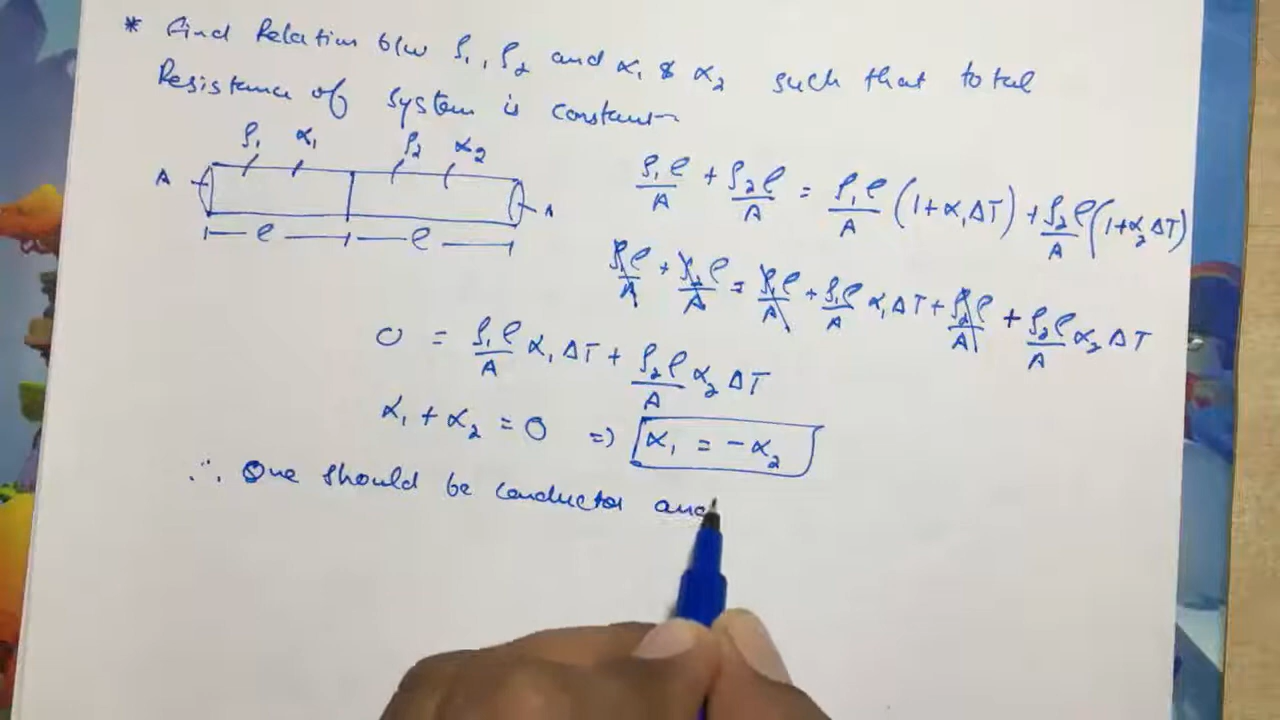 * Find Relation b/w ρ₁, ρ₂ and α₁ & α₂ such that total
Resistance of system is constant
ρ₁ α₁ ρ₂ α₂
A A
ℓ ℓ
ρ₁ℓ/A + ρ₂ℓ/A = ρ₁ℓ/A (1+α₁ΔT) + ρ₂ℓ/A (1+α₂ΔT)
ρ₁ℓ/A + ρ₂ℓ/A = ρ₁ℓ/A + ρ₁ℓ/A α₁ΔT + ρ₂ℓ/A + ρ₂ℓ/A α₂ΔT
0 = ρ₁ℓ/A α₁ΔT + ρ₂ℓ/A α₂ΔT
α₁ + α₂ = 0 => α₁ = -α₂
∴ One should be conductor and